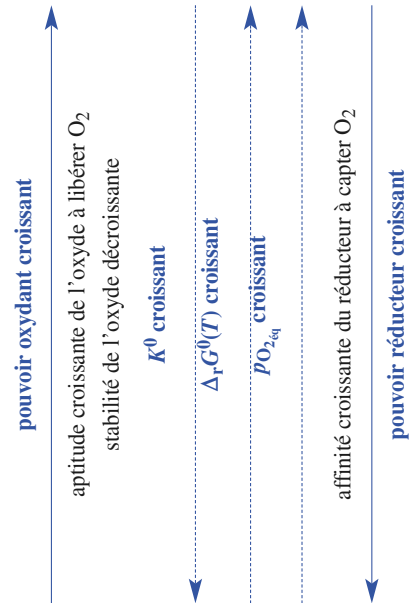 pouvoir oxydant croissant
aptitude croissante de l’oxyde à libérer O₂
stabilité de l’oxyde décroissante
K⁰ croissant
ΔᵣG⁰(T) croissant
p_O₂éq croissant
affinité croissante du réducteur à capter O₂
pouvoir réducteur croissant